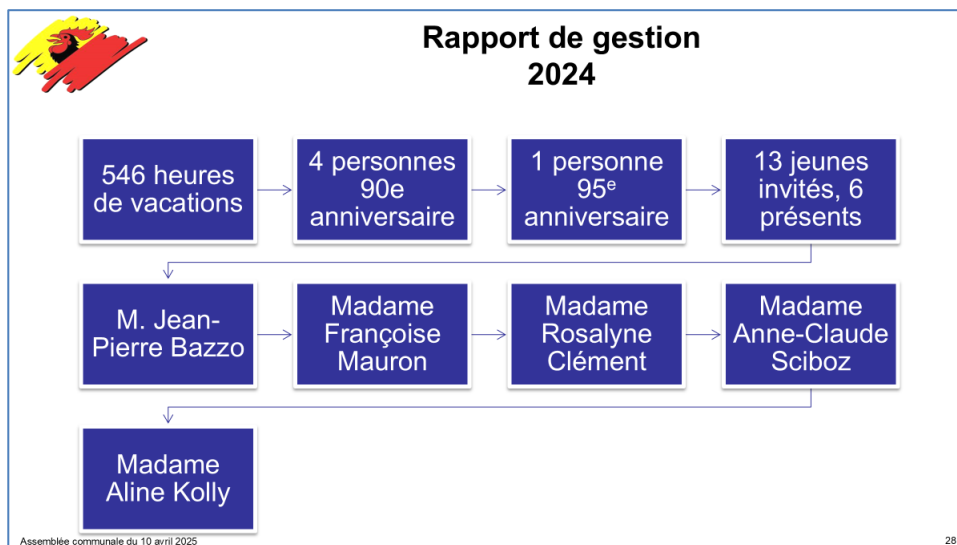 Rapport de gestion
2024
546 heures
de vacations
4 personnes
90e
anniversaire
1 personne
95e
anniversaire
13 jeunes
invités, 6
présents
M. Jean-
Pierre Bazzo
Madame
Françoise
Mauron
Madame
Rosalyne
Clément
Madame
Anne-Claude
Sciboz
Madame
Aline Kolly
Assemblée communale du 10 avril 2025
28